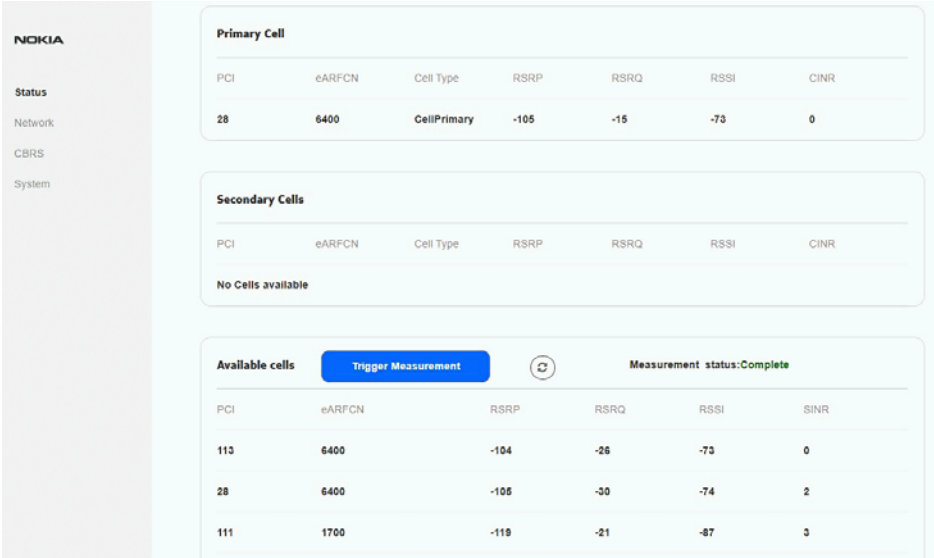 NOKIA
Status
Network
CBRS
System
Primary Cell
PCI eARFCN Cell Type RSRP RSRQ RSSI CINR
28 6400 CellPrimary -105 -15 -73 0
Secondary Cells
PCI eARFCN Cell Type RSRP RSRQ RSSI CINR
No Cells available
Available cells Trigger Measurement Measurement status:Complete
PCI eARFCN RSRP RSRQ RSSI SINR
113 6400 -104 -26 -73 0
28 6400 -105 -30 -74 2
111 1700 -119 -21 -87 3